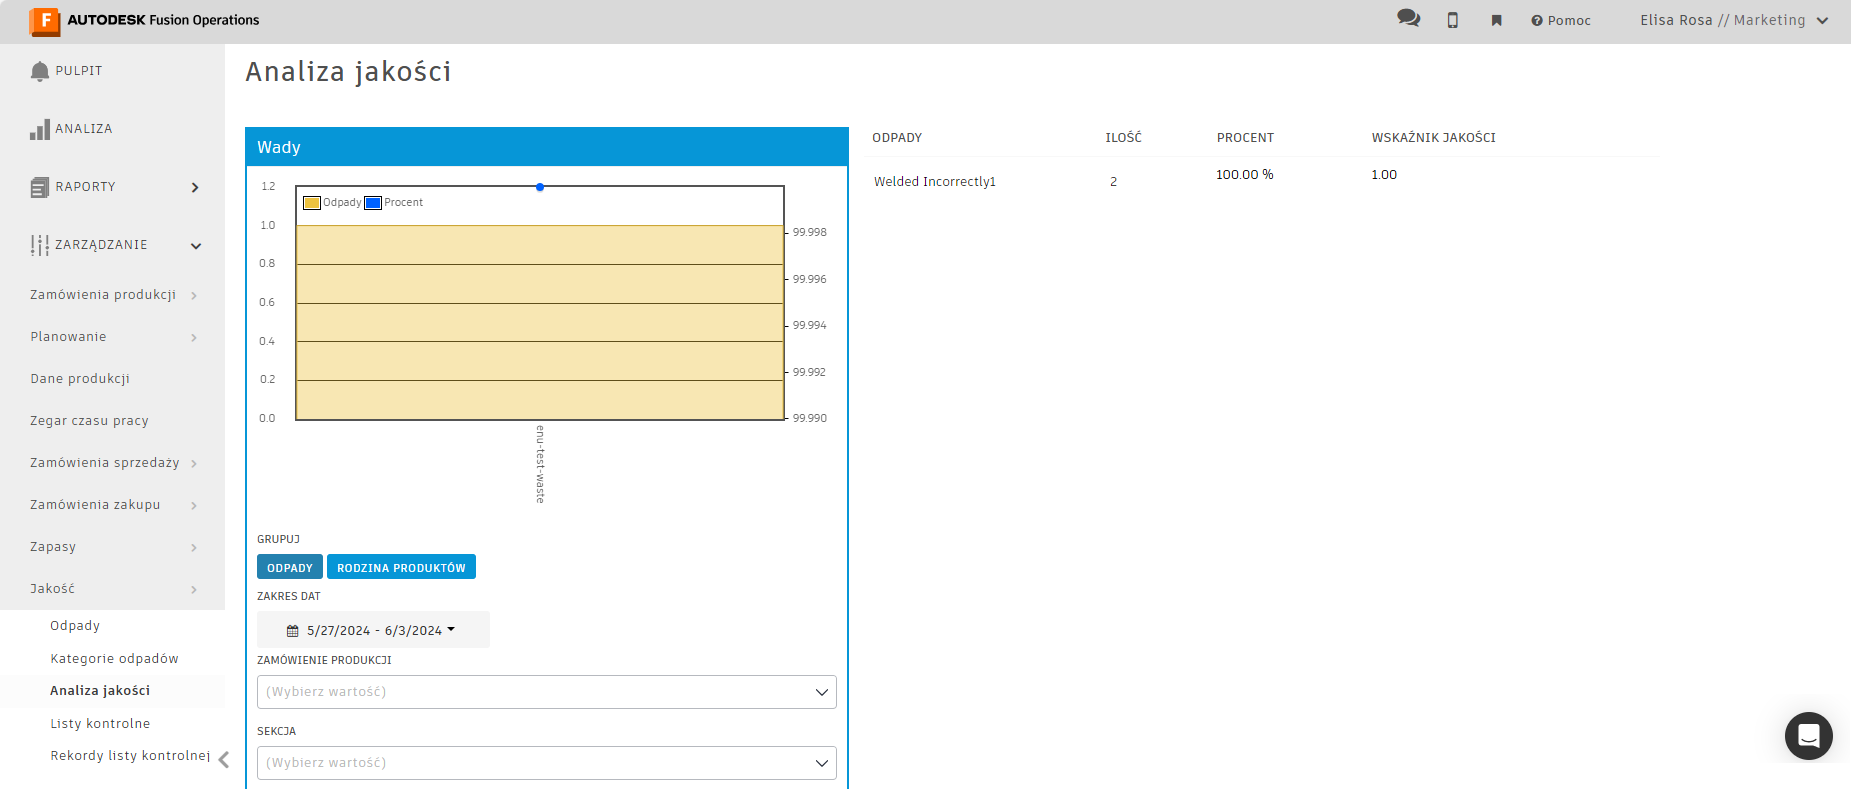 F AUTODESK Fusion Operations
Pomoc
Elisa Rosa // Marketing
PULPIT
ANALIZA
RAPORTY
ZARZĄDZANIE
Zamówienia produkcji
Planowanie
Dane produkcji
Zegar czasu pracy
Zamówienia sprzedaży
Zamówienia zakupu
Zapasy
Jakość
Odpady
Kategorie odpadów
Analiza jakości
Listy kontrolne
Rekordy listy kontrolnej
Analiza jakości
Wady
1.2
1.0
0.8
0.6
0.4
0.2
0.0
Odpady Procent
99.998
99.996
99.994
99.992
99.990
enu-test-waste
GRUPUJ
ODPADY RODZINA PRODUKTÓW
ZAKRES DAT
5/27/2024 - 6/3/2024
ZAMÓWIENIE PRODUKCJI
(Wybierz wartość)
SEKCJA
(Wybierz wartość)
ODPADY ILOŚĆ PROCENT WSKAŹNIK JAKOŚCI
Welded Incorrectly1 2 100.00 % 1.00